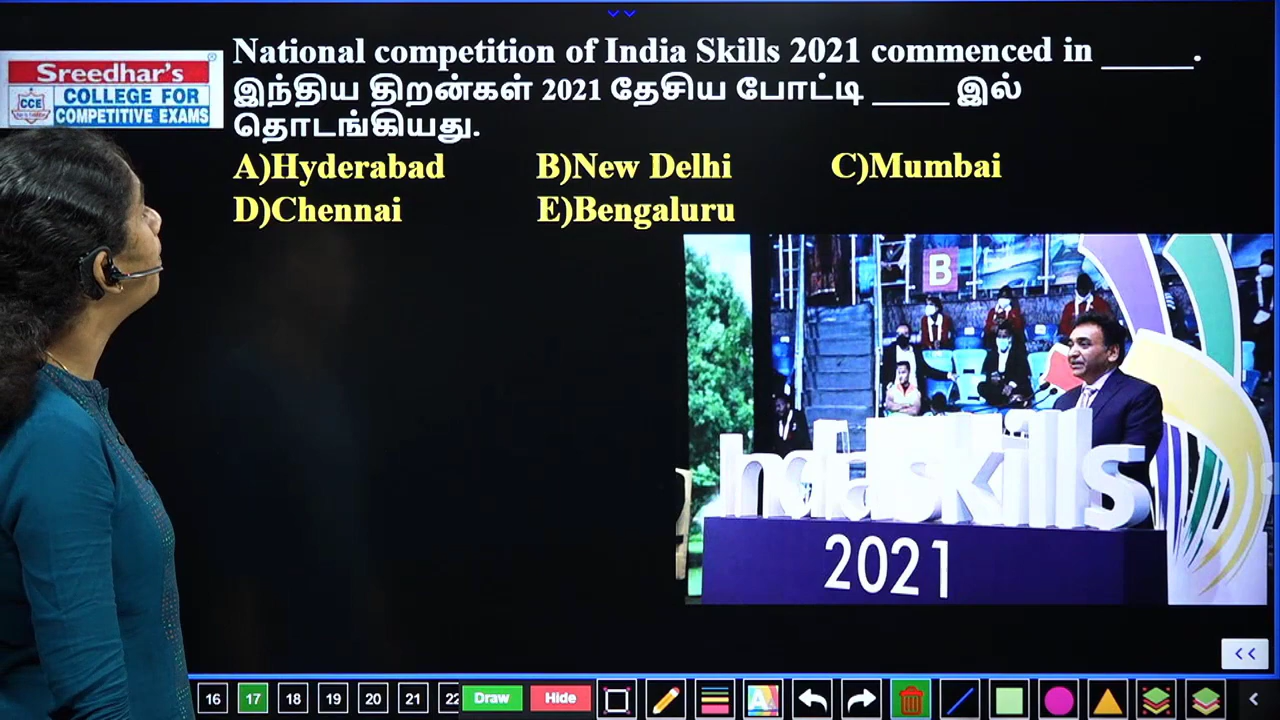 National competition of India Skills 2021 commenced in _____.
இந்திய திறன்கள் 2021 தேசிய போட்டி ____ இல்
தொடங்கியது.
A)Hyderabad B)New Delhi C)Mumbai
D)Chennai E)Bengaluru
Sreedhar's
CCE
COLLEGE FOR
COMPETITIVE EXAMS
B
Indiaskills
2021
<<
16 17 18 19 20 21 22 Draw Hide A <